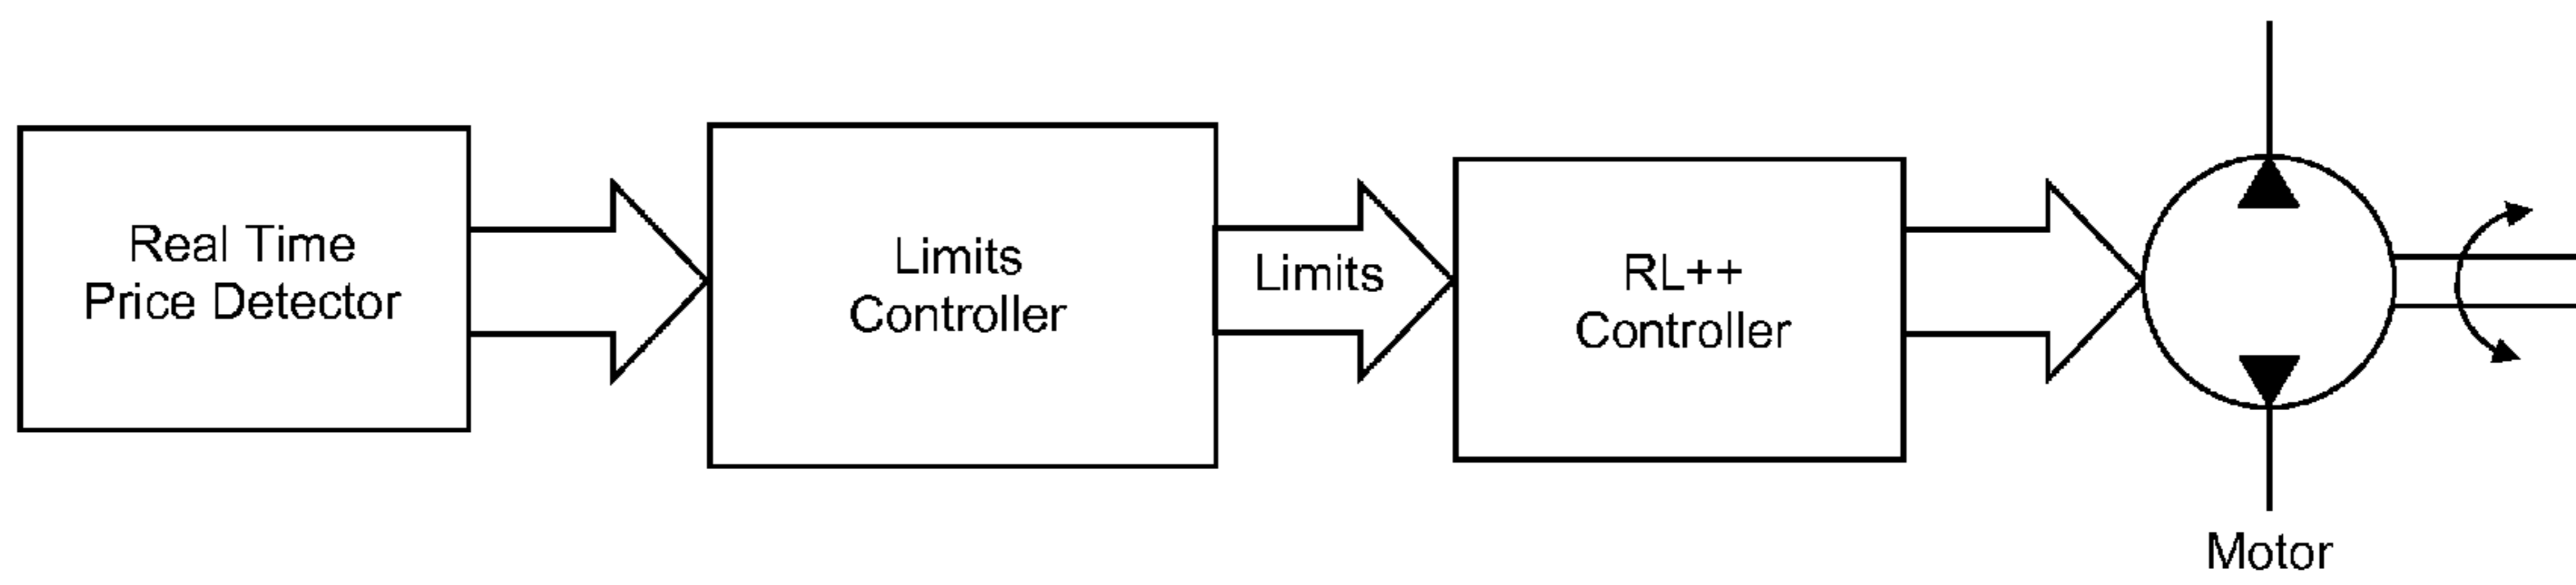 Real Time
Price Detector
Limits
Controller
Limits
RL++
Controller
Motor